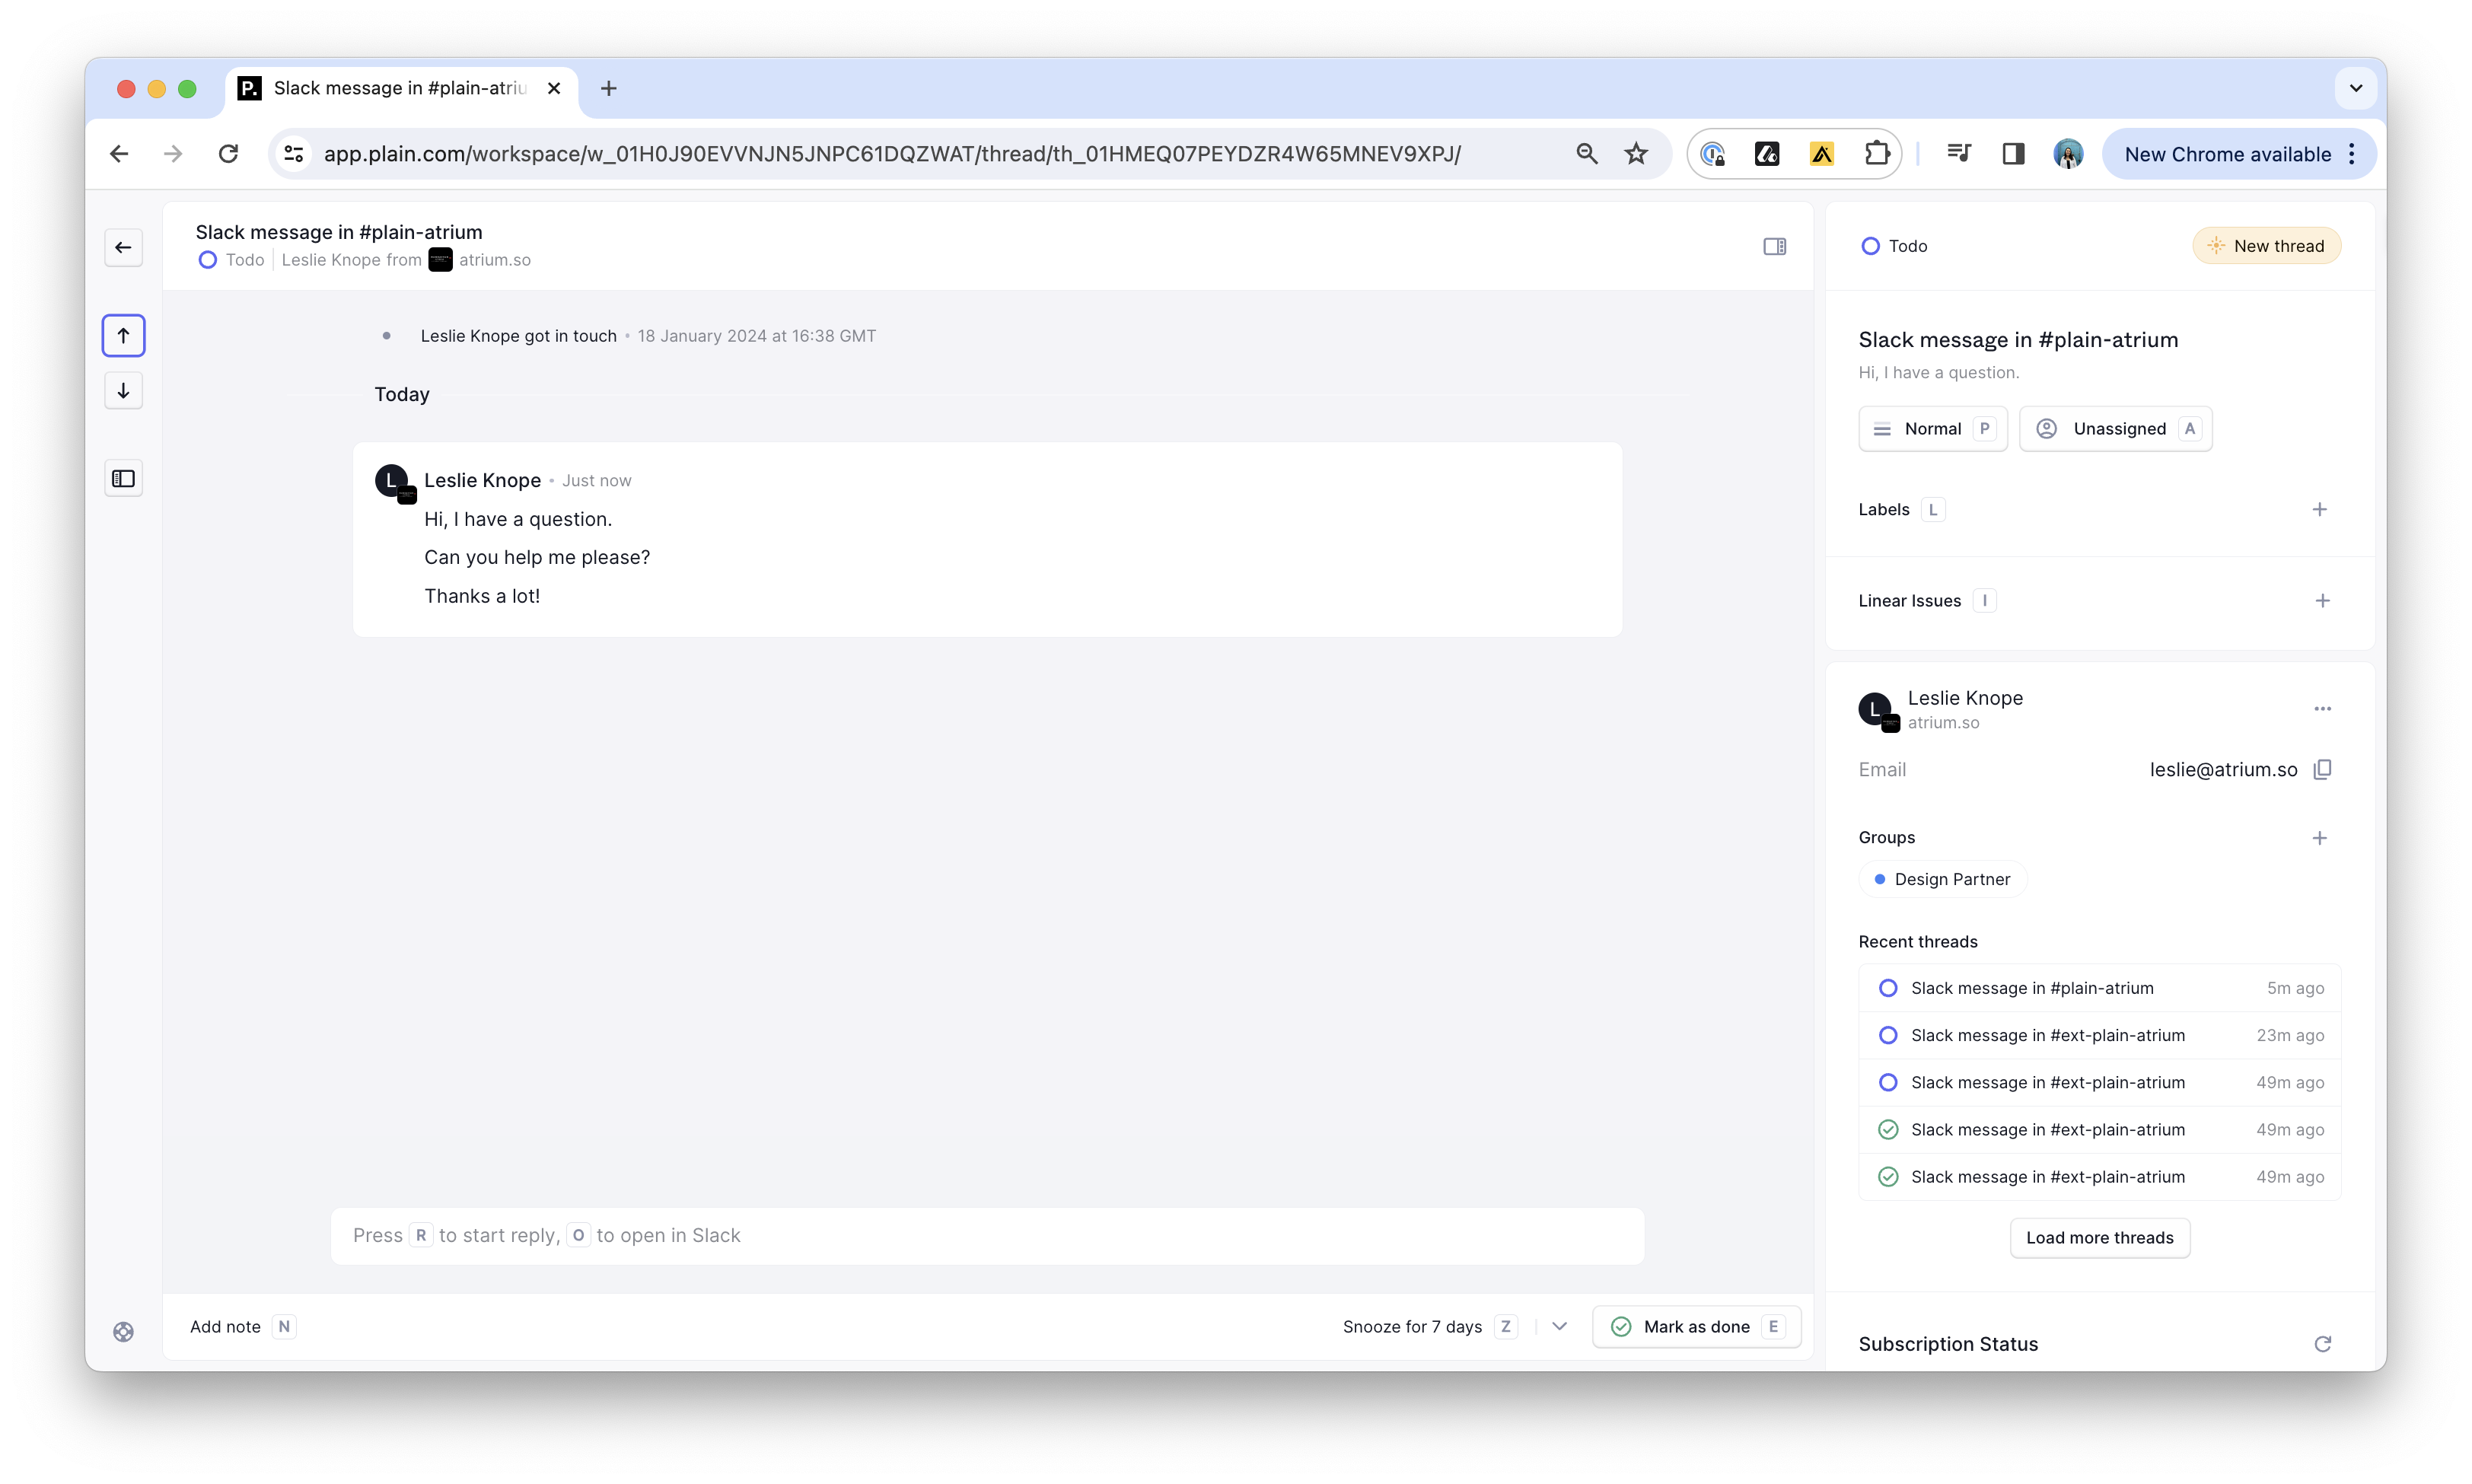 P. Slack message in #plain-atriu
app.plain.com/workspace/w_01H0J90EVVNJN5JNPC61DQZWAT/thread/th_01HMEQ07PEYDZR4W65MNEV9XPJ/
New Chrome available
Slack message in #plain-atrium
Todo Leslie Knope from atrium.so
Leslie Knope got in touch • 18 January 2024 at 16:38 GMT
Today
L Leslie Knope • Just now
Hi, I have a question.
Can you help me please?
Thanks a lot!
Press R to start reply, O to open in Slack
Add note N
Snooze for 7 days Z
Mark as done E
Todo
New thread
Slack message in #plain-atrium
Hi, I have a question.
Normal P Unassigned A
Labels L
Linear Issues I
L Leslie Knope
atrium.so
Email leslie@atrium.so
Groups
Design Partner
Recent threads
Slack message in #plain-atrium 5m ago
Slack message in #ext-plain-atrium 23m ago
Slack message in #ext-plain-atrium 49m ago
Slack message in #ext-plain-atrium 49m ago
Slack message in #ext-plain-atrium 49m ago
Load more threads
Subscription Status